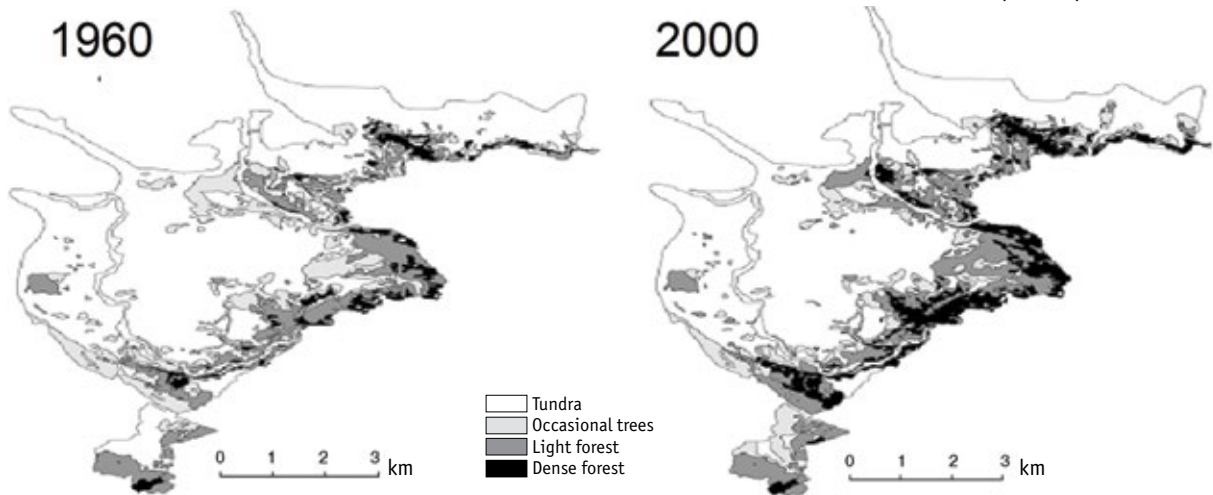 1960
2000
Tundra
Occasional trees
Light forest
Dense forest
0 1 2 3 km
0 1 2 3 km